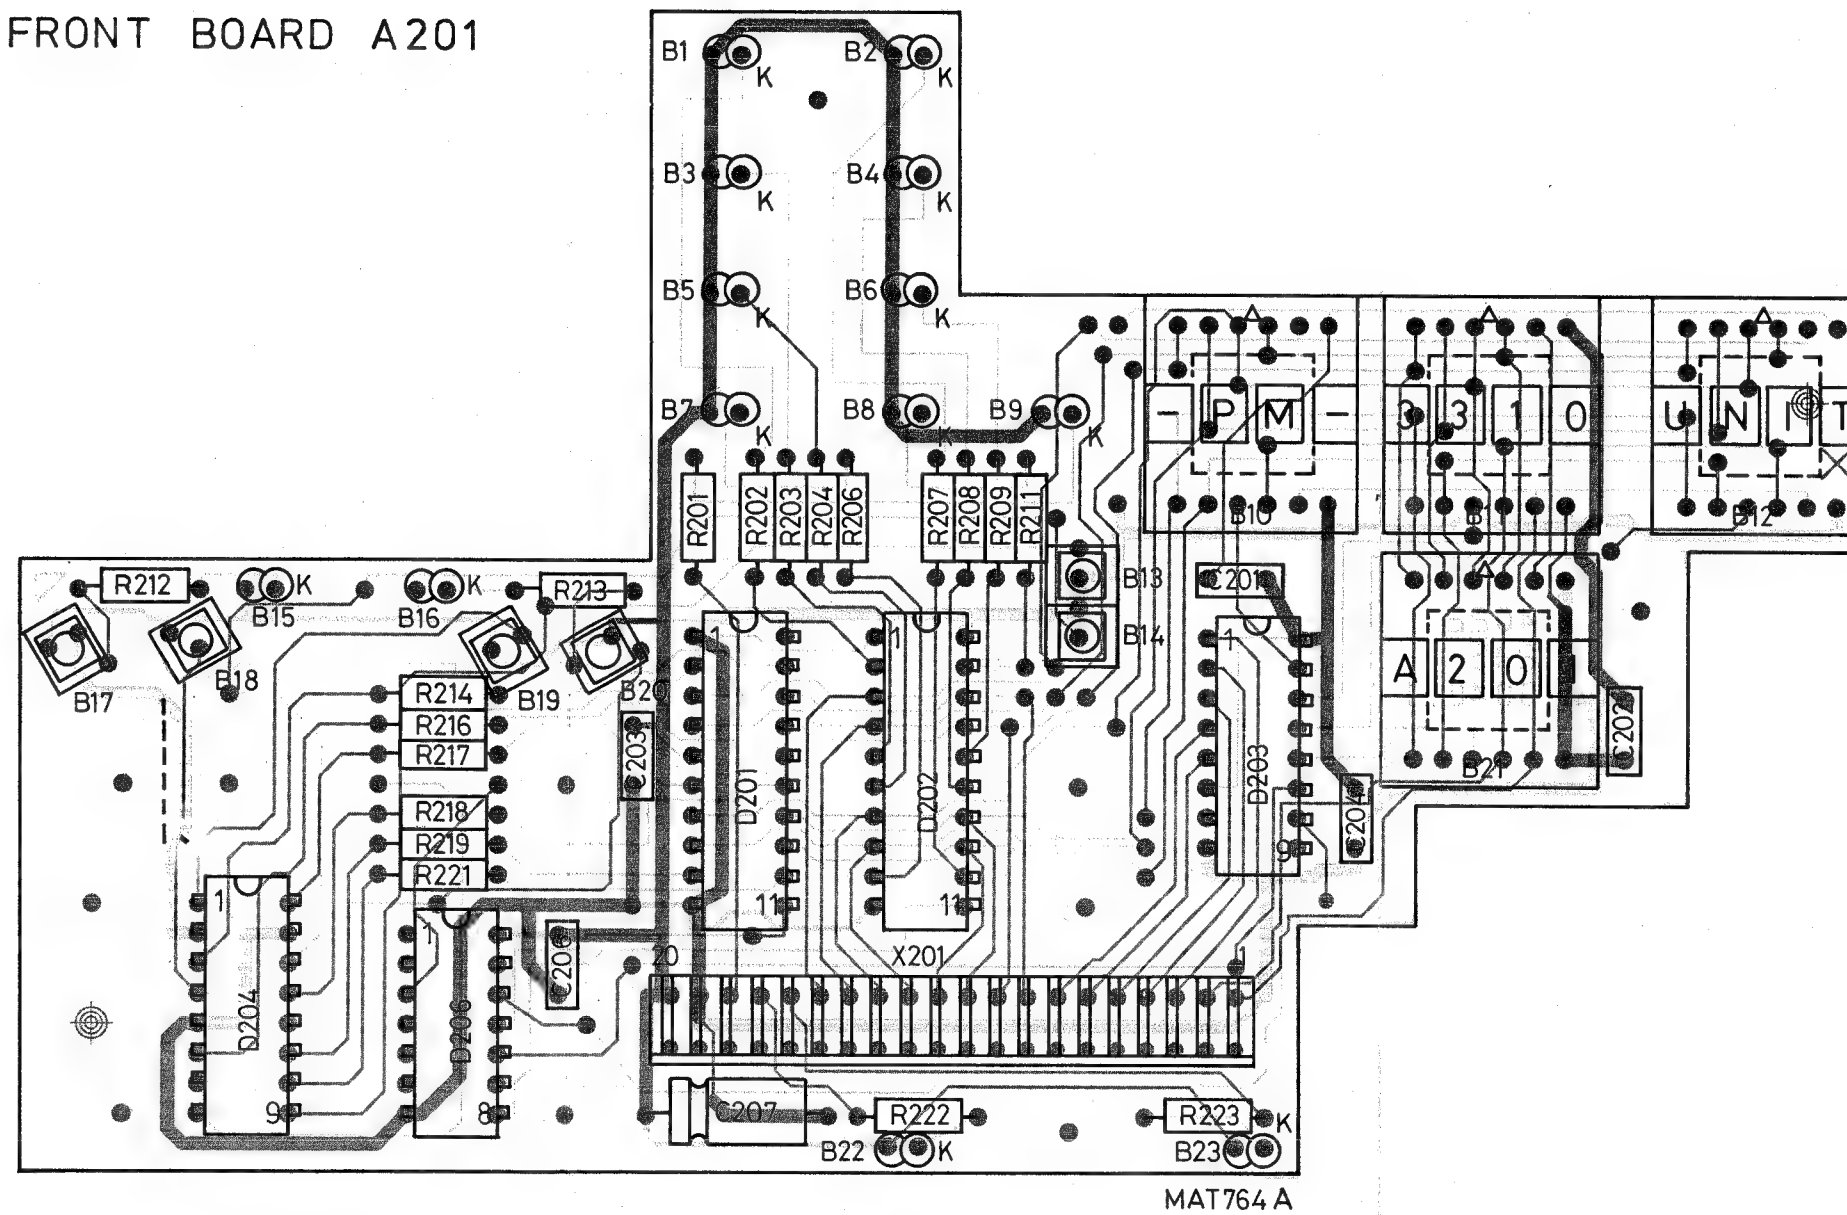 FRONT BOARD A201
B1 K B2 K
B3 K B4 K
B5 K B6 K
B7 K B8 K B9 K
- P M - 3 3 1 0 U N I T
B10 B12
R201 R202 R203 R204 R206 R207 R208 R209 R211
R212 B15 K B16 K R213 B13 C201
B14
B17 B18 B19 B20
A 2 0 1
B21 C202
R214
R216
R217
R218
R219
R221
C203 D201 D202 D203 C204
1 11 1 11 1 9
1 9 1 8
D204 D206 C206
20 X201 1
C207 R222 R223 K
B22 K B23
MAT764 A